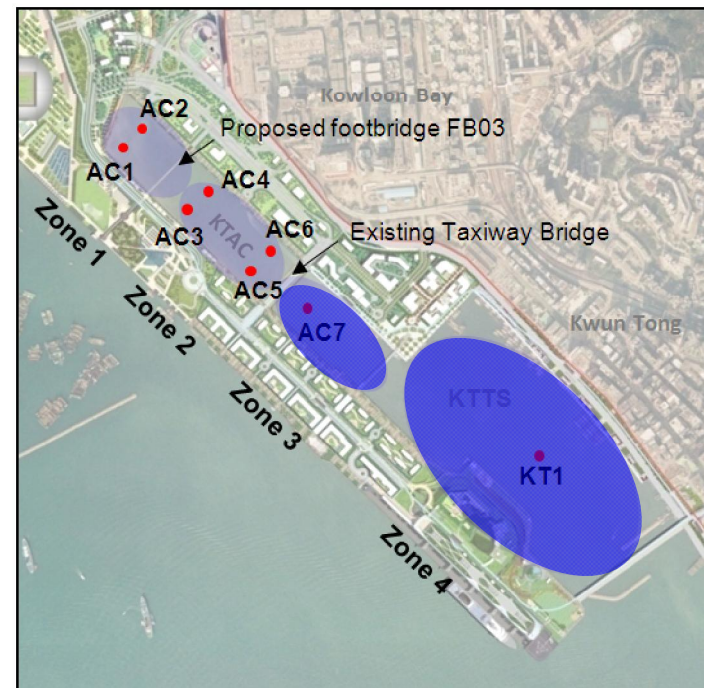 Kowloon Bay
AC2
Proposed footbridge FB03
AC1
AC4
AC3
KTAC
AC6
Existing Taxiway Bridge
AC5
Zone 1
Zone 2
AC7
Kwun Tong
Zone 3
KTTS
KT1
Zone 4